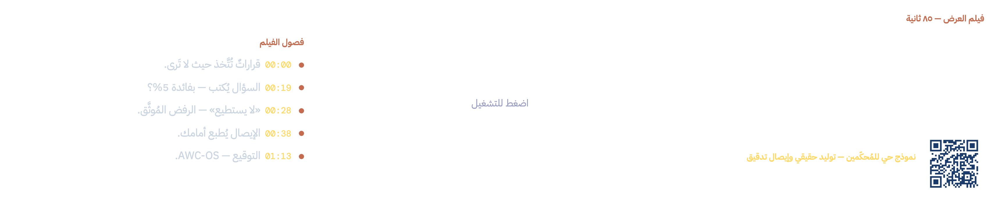 فيلم العرض — ٨٥ ثانية
فصول الفيلم
00:00 قراراتٌ تُتَّخذ حيث لا تَرى.
00:19 السؤال يُكتب — بفائدة 5%؟
00:28 «لا يستطيع» — الرفض المُوثَّق.
00:38 الإيصال يُطبع أمامك.
01:13 التوقيع — AWC-OS.
اضغط للتشغيل
نموذج حي للمُحكّمين — توليد حقيقي وإيصال تدقيق